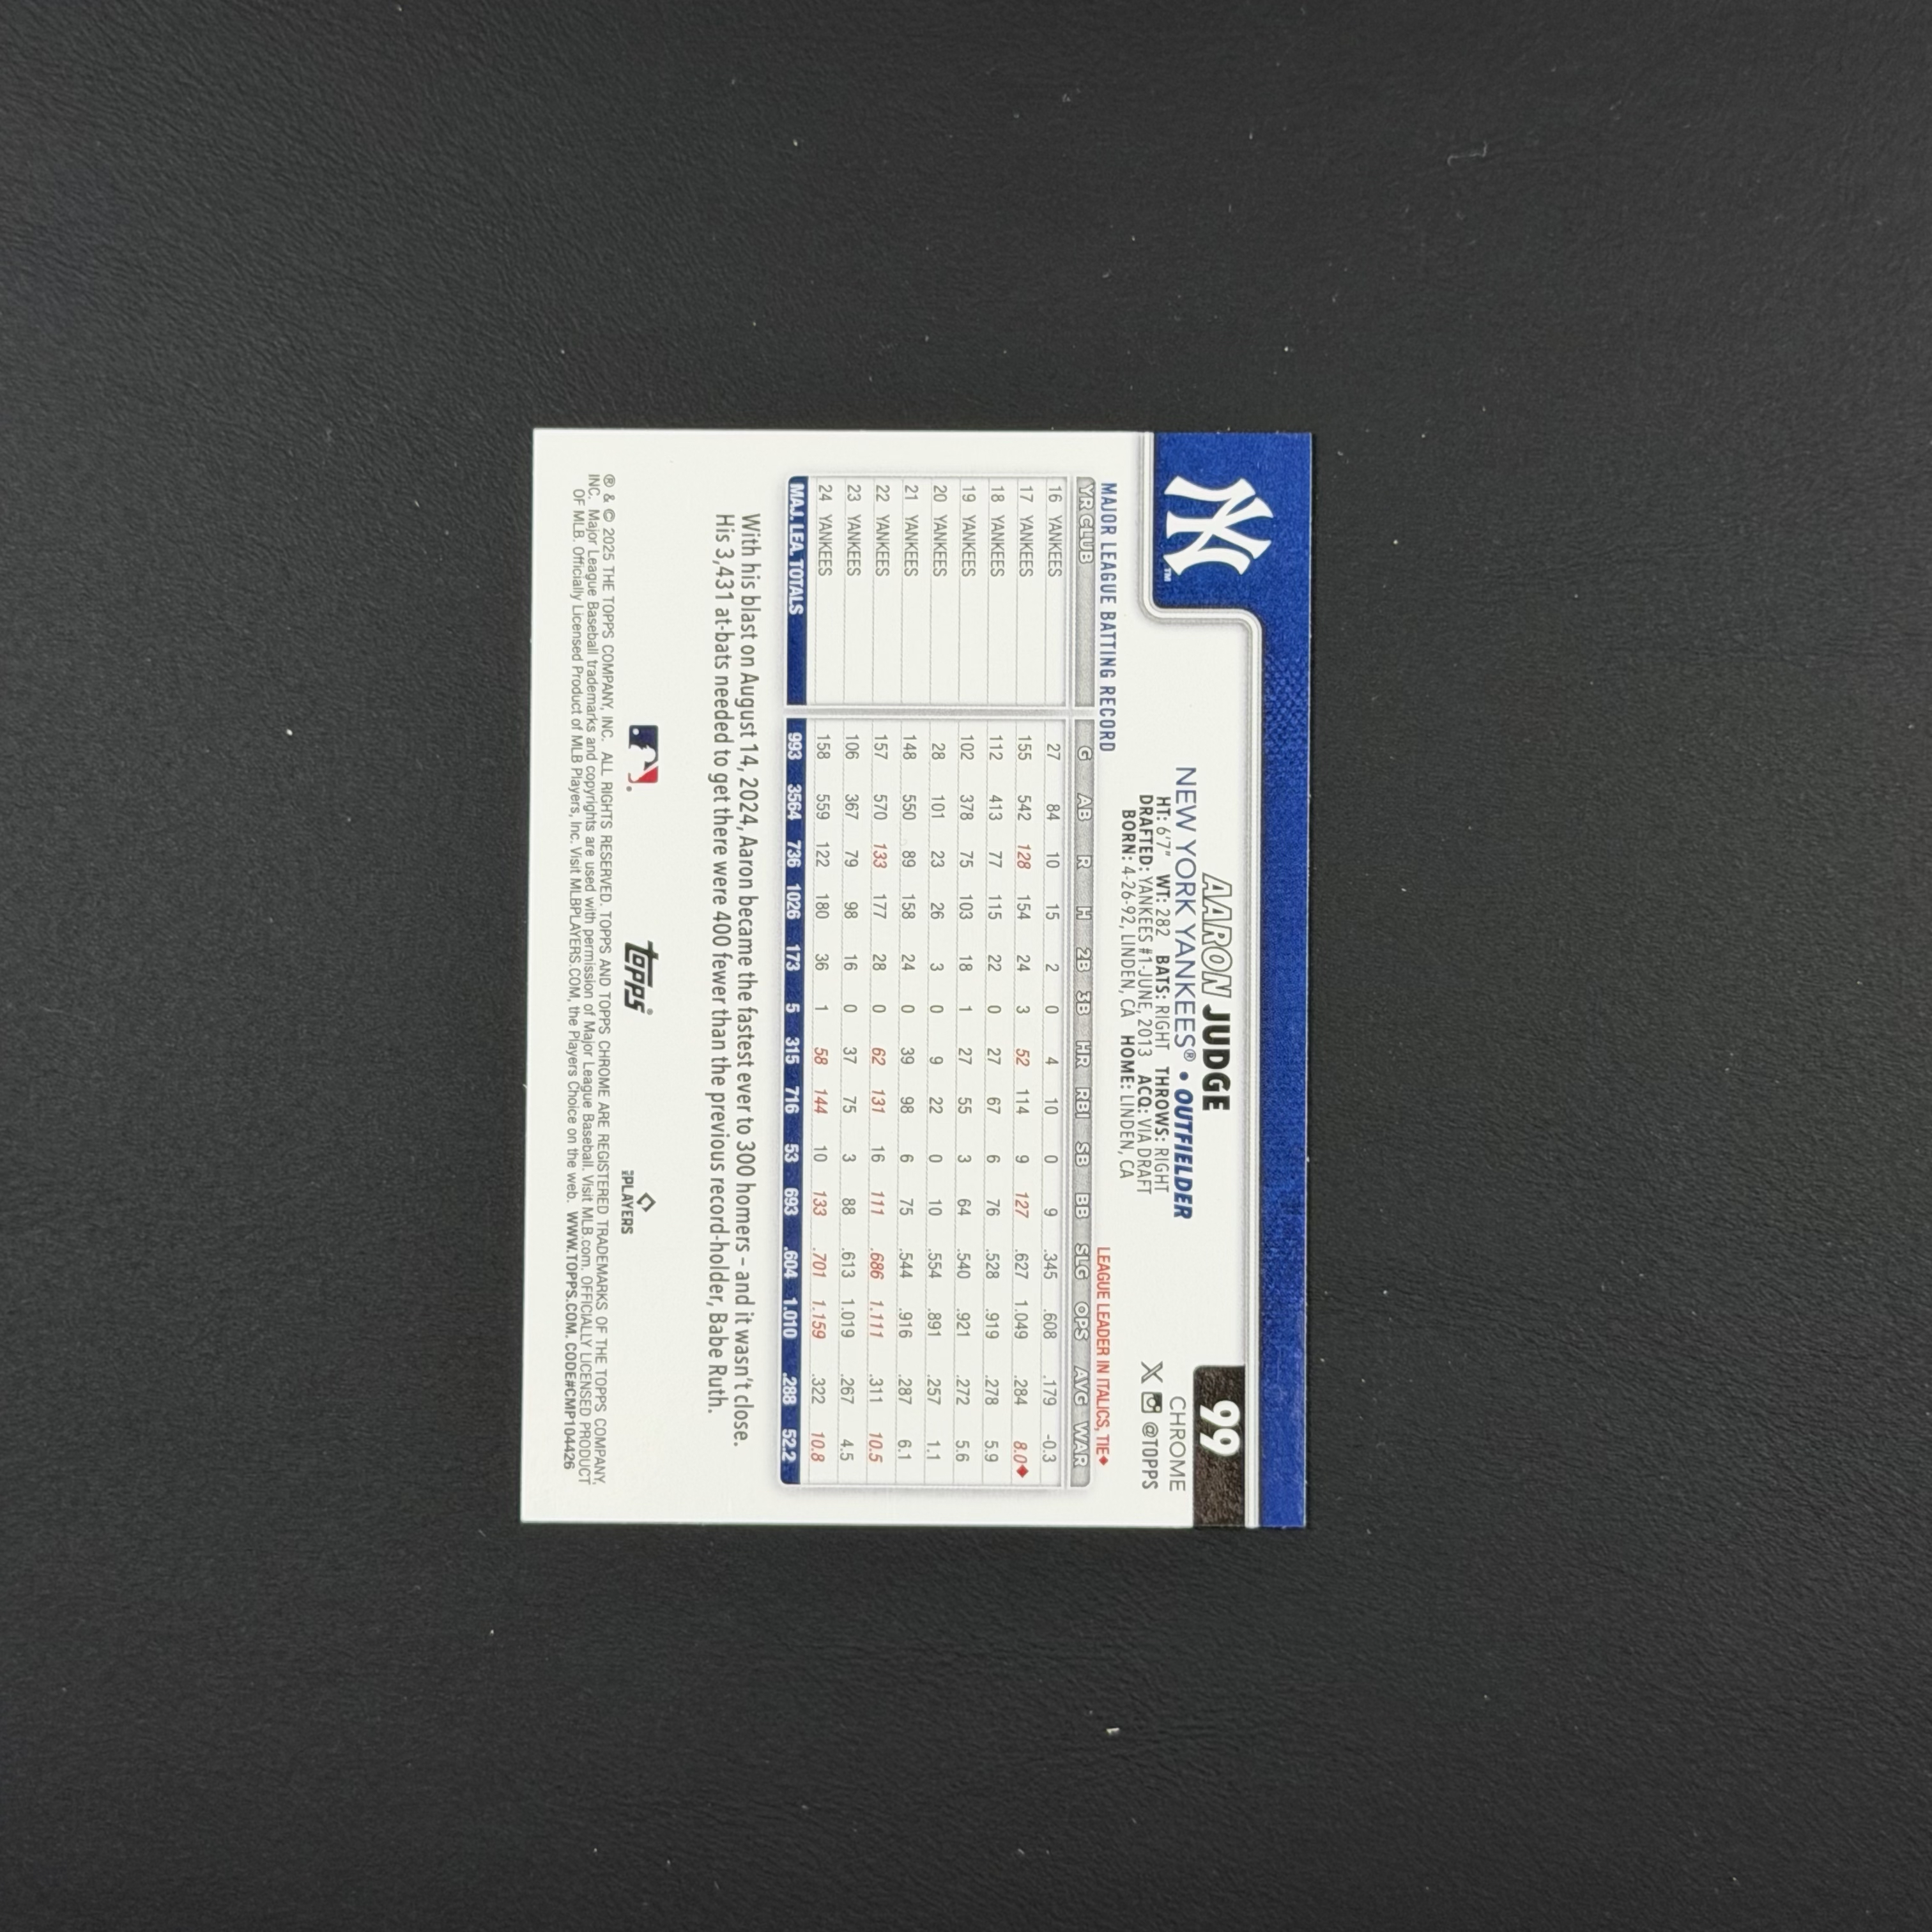 NY™
99
AARON JUDGE
CHROME
NEW YORK YANKEES® • OUTFIELDER
HT: 6'7" WT: 282 BATS: RIGHT THROWS: RIGHT
X @TOPPS
DRAFTED: YANKEES #1-JUNE, 2013 ACQ: VIA DRAFT
BORN: 4-26-92, LINDEN, CA HOME: LINDEN, CA
MAJOR LEAGUE BATTING RECORD LEAGUE LEADER IN ITALICS, TIE♦
YR CLUB G AB R H 2B 3B HR RBI SB BB SLG OPS AVG WAR
16 YANKEES 27 84 10 15 2 0 4 10 0 9 .345 .608 .179 -0.3
17 YANKEES 155 542 128 154 24 3 52 114 9 127 .627 1.049 .284 8.0♦
18 YANKEES 112 413 77 115 22 0 27 67 6 76 .528 .919 .278 5.9
19 YANKEES 102 378 75 103 18 1 27 55 3 64 .540 .921 .272 5.6
20 YANKEES 28 101 23 26 3 0 9 22 0 10 .554 .891 .257 1.1
21 YANKEES 148 550 89 158 24 0 39 98 6 75 .544 .916 .287 6.1
22 YANKEES 157 570 133 177 28 0 62 131 16 111 .686 1.111 .311 10.5
23 YANKEES 106 367 79 98 16 0 37 75 3 88 .613 1.019 .267 4.5
24 YANKEES 158 559 122 180 36 1 58 144 10 133 .701 1.159 .322 10.8
MAJ. LEA. TOTALS 993 3564 736 1026 173 5 315 716 53 693 .604 1.010 .288 52.2
With his blast on August 14, 2024, Aaron became the fastest ever to 300 homers – and it wasn't close.
His 3,431 at-bats needed to get there were 400 fewer than the previous record-holder, Babe Ruth.
topps®
MLB PLAYERS
® & © 2025 THE TOPPS COMPANY, INC. ALL RIGHTS RESERVED. TOPPS AND TOPPS CHROME ARE REGISTERED TRADEMARKS OF THE TOPPS COMPANY,
INC. Major League Baseball trademarks and copyrights are used with permission of Major League Baseball. Visit MLB.com. OFFICIALLY LICENSED PRODUCT
OF MLB. Officially Licensed Product of MLB Players, Inc. Visit MLBPLAYERS.COM, the Players Choice on the web. WWW.TOPPS.COM. CODE#CMP104426